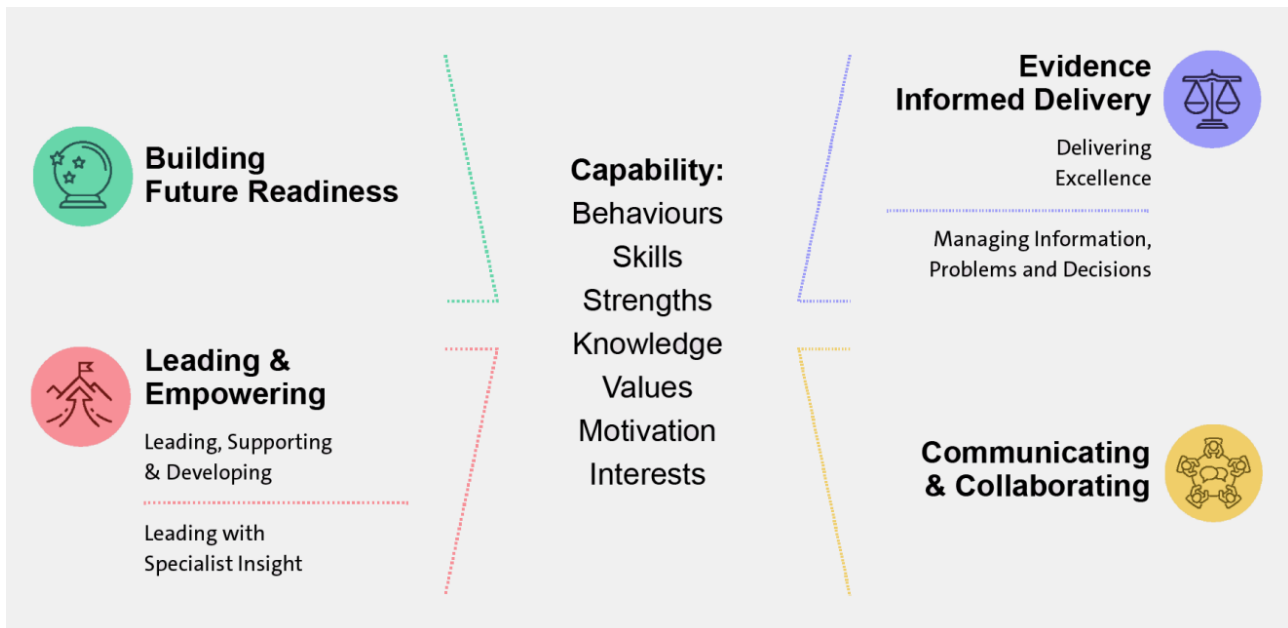 Building
Future Readiness
Leading &
Empowering
Leading, Supporting
& Developing
Leading with
Specialist Insight
Capability:
Behaviours
Skills
Strengths
Knowledge
Values
Motivation
Interests
Evidence
Informed Delivery
Delivering
Excellence
Managing Information,
Problems and Decisions
Communicating
& Collaborating